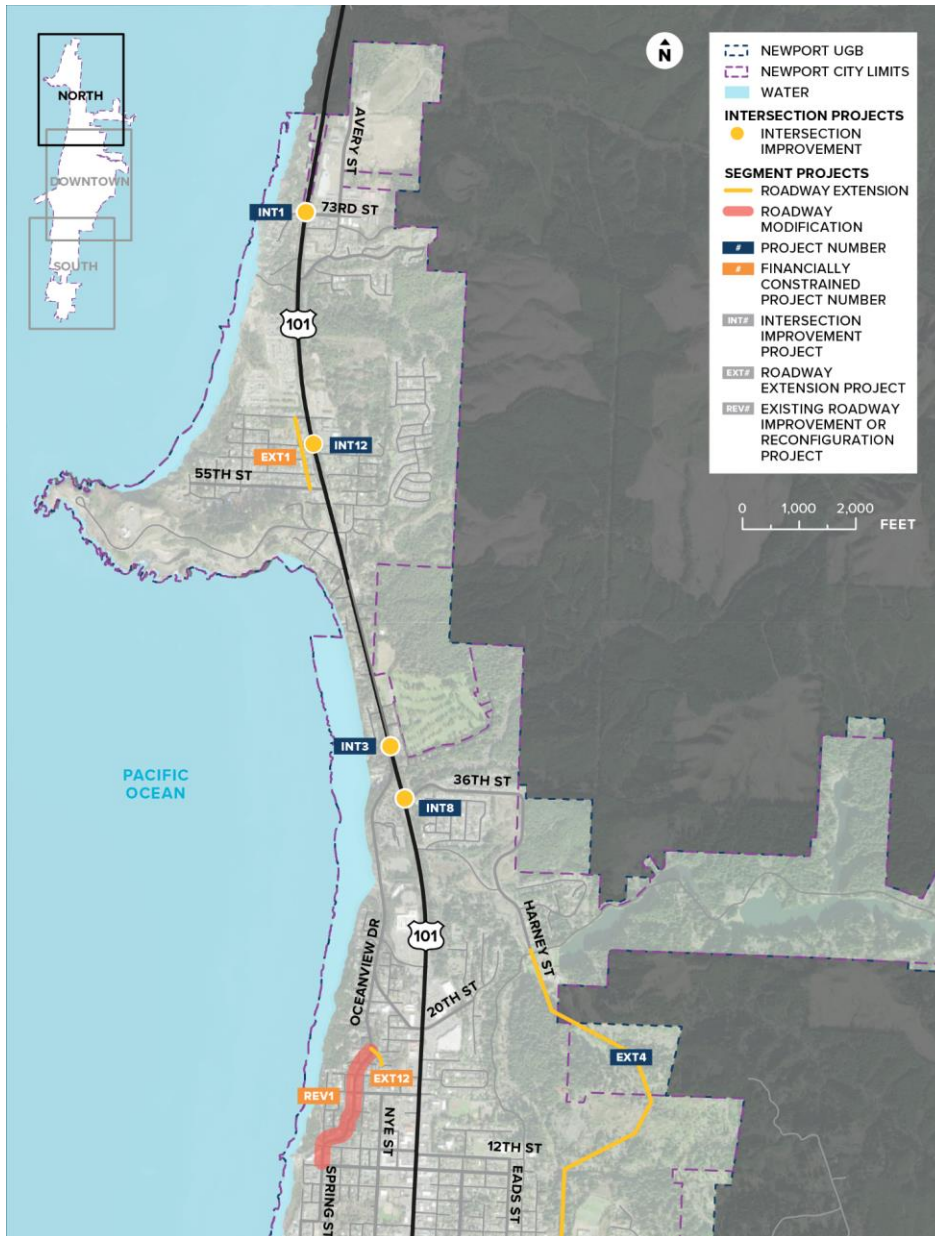 NORTH
DOWNTOWN
SOUTH
N
NEWPORT UGB
NEWPORT CITY LIMITS
WATER
INTERSECTION PROJECTS
INTERSECTION
IMPROVEMENT
SEGMENT PROJECTS
ROADWAY EXTENSION
ROADWAY
MODIFICATION
# PROJECT NUMBER
# FINANCIALLY
CONSTRAINED
PROJECT NUMBER
INT# INTERSECTION
IMPROVEMENT
PROJECT
EXT# ROADWAY
EXTENSION PROJECT
REV# EXISTING ROADWAY
IMPROVEMENT OR
RECONFIGURATION
PROJECT
0 1,000 2,000
FEET
AVERY ST
INT1
73RD ST
101
INT12
EXT1
55TH ST
INT3
PACIFIC
OCEAN
36TH ST
INT8
HARNEY ST
101
OCEANVIEW DR
20TH ST
EXT4
EXT12
REV1
NYE ST
12TH ST
SPRING ST
EADS ST